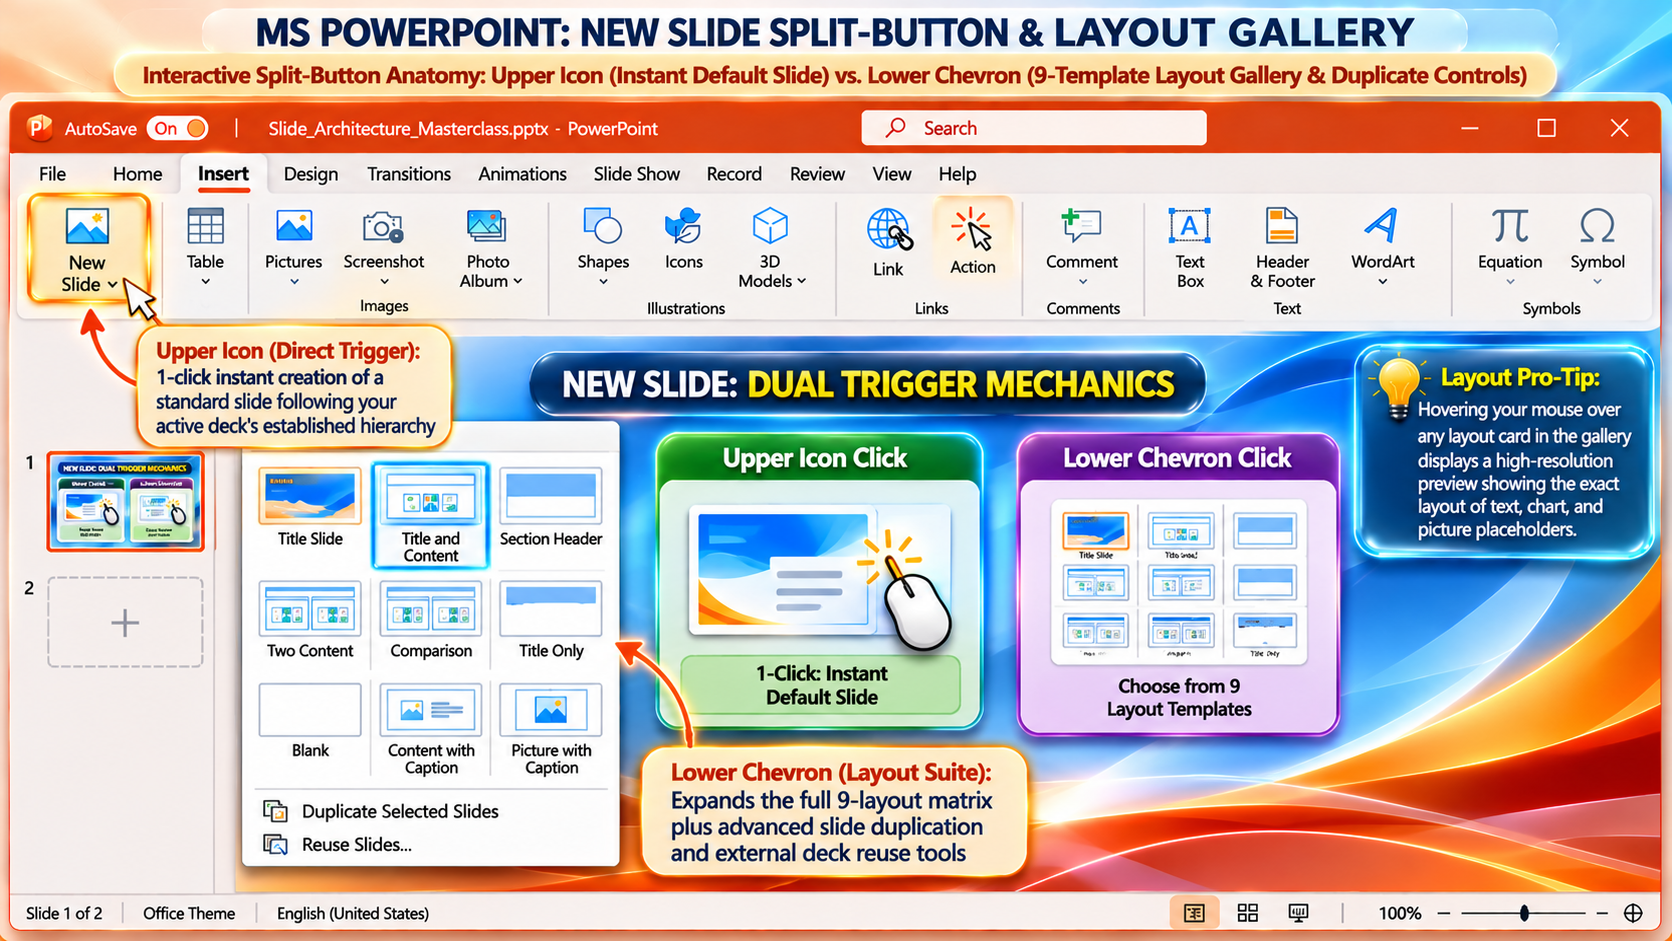 MS POWERPOINT: NEW SLIDE SPLIT-BUTTON & LAYOUT GALLERY
Interactive Split-Button Anatomy: Upper Icon (Instant Default Slide) vs. Lower Chevron (9-Template Layout Gallery & Duplicate Controls)
P AutoSave On Slide_Architecture_Masterclass.pptx - PowerPoint Search
File Home Insert Design Transitions Animations Slide Show Record Review View Help
New
Slide
Table
Pictures
Screenshot
Photo
Album
Images
Shapes
Icons
3D
Models
Illustrations
Link
Action
Links
Comment
Comments
A
Text
Box
Header
& Footer
WordArt
Text
Equation
Symbol
Symbols
Upper Icon (Direct Trigger):
1-click instant creation of a
standard slide following your
active deck's established hierarchy
NEW SLIDE: DUAL TRIGGER MECHANICS
Layout Pro-Tip:
Hovering your mouse over
any layout card in the gallery
displays a high-resolution
preview showing the exact
layout of text, chart, and
picture placeholders.
1
NEW SLIDE: DUAL TRIGGER MECHANICS
2
Title Slide
Title and
Content
Section Header
Two Content
Comparison
Title Only
Blank
Content with
Caption
Picture with
Caption
Duplicate Selected Slides
Reuse Slides...
Upper Icon Click
1-Click: Instant
Default Slide
Lower Chevron Click
Title Slide
Title Only
Choose from 9
Layout Templates
Lower Chevron (Layout Suite):
Expands the full 9-layout matrix
plus advanced slide duplication
and external deck reuse tools
Slide 1 of 2 Office Theme English (United States) 100%